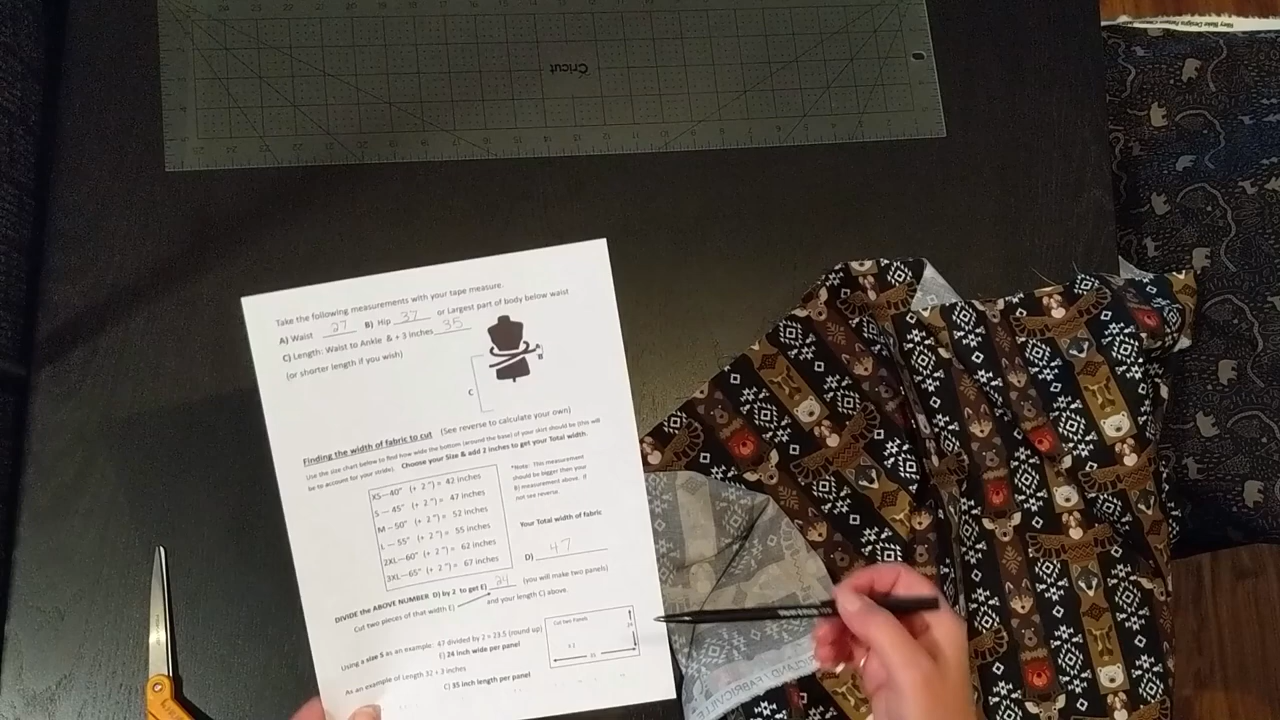 Riley Blake Designs
Cricut
Take the following measurements with your tape measure.
A) Waist 27 B) Hip 37 or Largest part of body below waist
C) Length: Waist to Ankle & + 3 inches 35
(or shorter length if you wish)
C
Finding the width of fabric to cut (See reverse to calculate your own)
Use the size chart below to find how wide the bottom (around the base) of your skirt should be (this will
be to account for your stride). Choose your Size & add 2 inches to get your Total width.
XS—40" (+ 2") = 42 inches
S— 45" (+ 2") = 47 inches
M—50" (+ 2") = 52 inches
L—55" (+ 2") = 55 inches
2XL—60" (+ 2") = 62 inches
3XL—65" (+ 2") = 67 inches
*Note: This measurement
should be bigger then your
B) measurement above. If
not see reverse.
Your Total width of fabric
D) 47
DIVIDE the ABOVE NUMBER D) by 2 to get E) 24 (you will make two panels)
Cut two pieces of that width E) and your length C) above.
Using a size S as an example: 47 divided by 2 = 23.5 (round up)
E) 24 inch wide per panel
As an example of Length 32 + 3 inches
C) 35 inch length per panel
Cut two Panels
24
35
FABRICLAND / FABRICVILLE